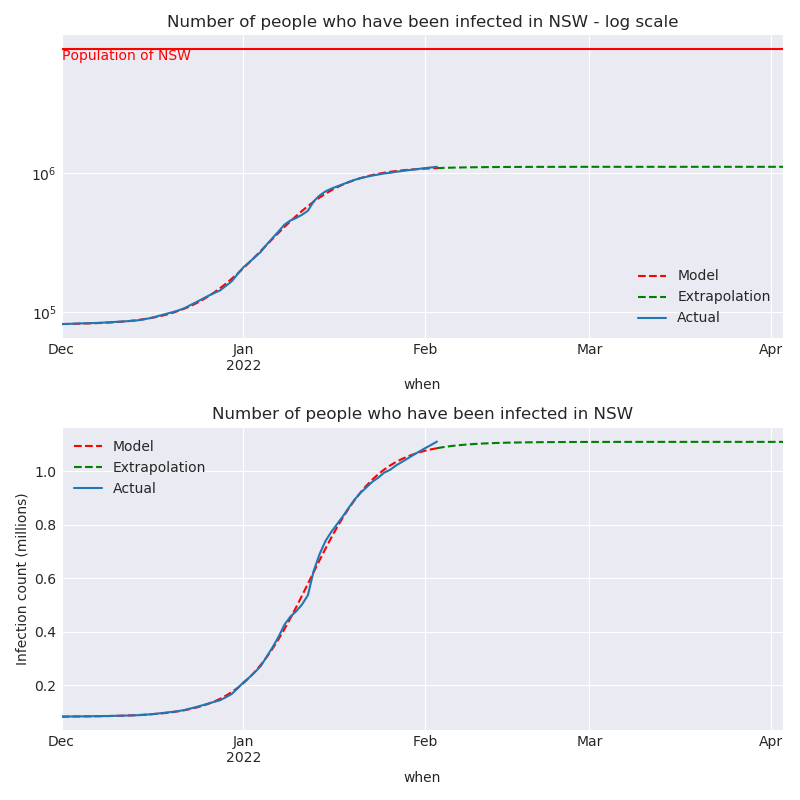 Number of people who have been infected in NSW - log scale
Population of NSW
10^6
10^5
Model
Extrapolation
Actual
Dec Jan Feb Mar Apr
2022
when
Number of people who have been infected in NSW
Infection count (millions)
Model
Extrapolation
Actual
1.0
0.8
0.6
0.4
0.2
Dec Jan Feb Mar Apr
2022
when